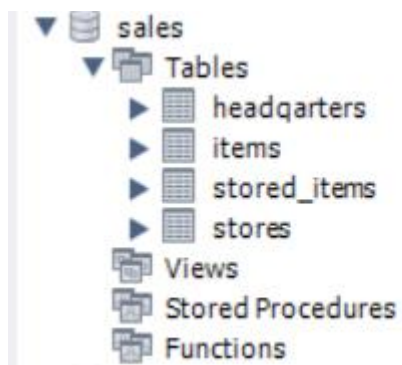 sales
Tables
headqarters
items
stored_items
stores
Views
Stored Procedures
Functions